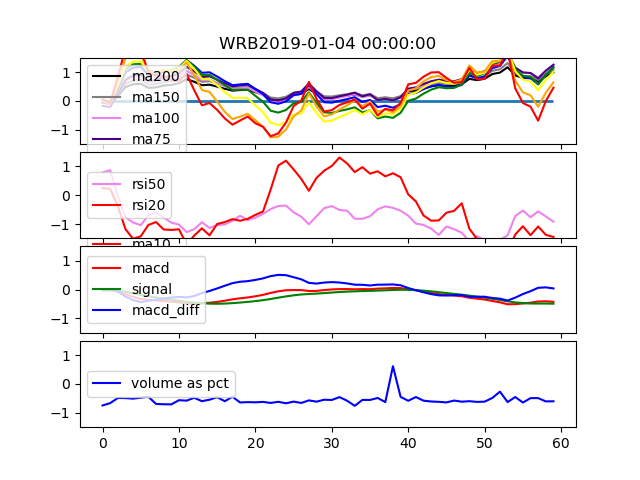 WRB2019-01-04 00:00:00
1
0
−1
ma200
ma150
ma100
ma75
1
0
−1
rsi50
rsi20
ma10
1
0
−1
macd
signal
macd_diff
1
0
−1
volume as pct
0 10 20 30 40 50 60